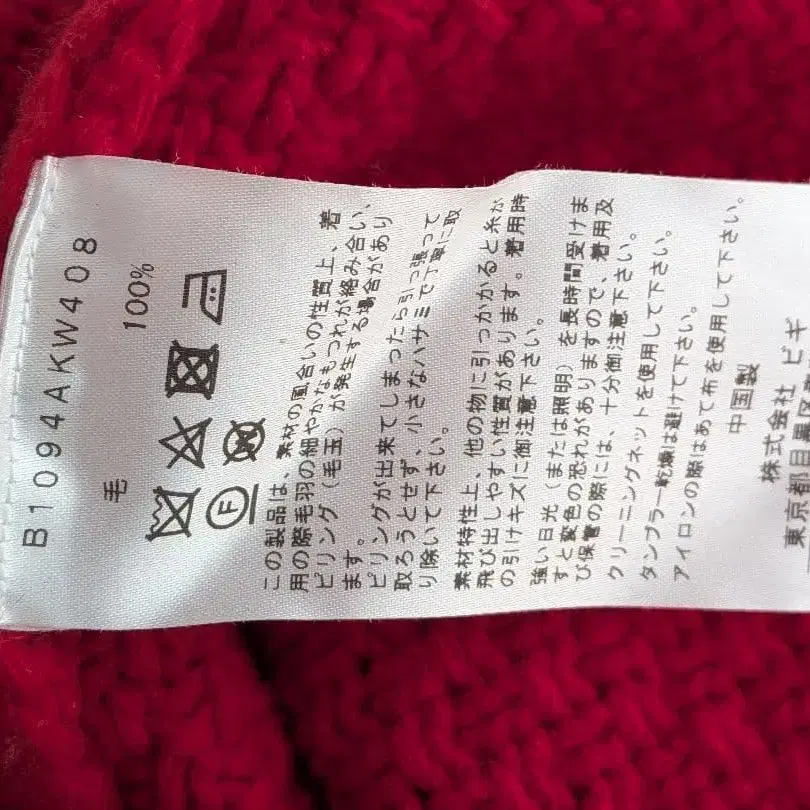 B1094AKW408
毛 100%
F
この製品は、素材の風合いの性質上、着
用の際毛羽の細やかなもつれが絡み合い、
ピリング（毛玉）が発生する場合があり
ます。
ピリングが出来てしまったら引っ張って
取ろうとせず、小さなハサミで丁寧に取
り除いて下さい。
素材特性上、他の物に引っかかると糸が
飛び出しやすい性質があります。着用時
の引けキズに御注意下さい。
強い日光（または照明）を長時間受けま
すと変色の恐れがありますので、着用及
び保管の際には、十分御注意下さい。
クリーニングネットを使用して下さい。
タンブラー乾燥は避けて下さい。
アイロンの際はあて布を使用して下さい。
中国製
株式会社 ビギ
東京都目黒区